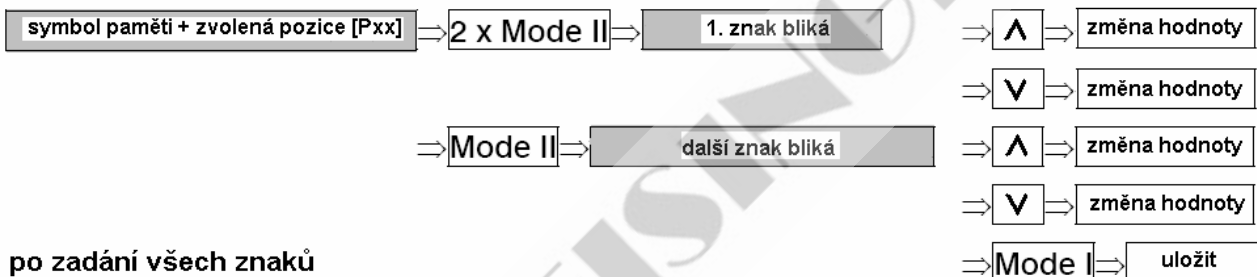 symbol paměti + zvolená pozice [Pxx] ⇒ 2 x Mode II ⇒ 1. znak bliká ⇒ ∧ ⇒ změna hodnoty
⇒ ∨ ⇒ změna hodnoty
⇒ Mode II ⇒ další znak bliká ⇒ ∧ ⇒ změna hodnoty
⇒ ∨ ⇒ změna hodnoty
po zadání všech znaků ⇒ Mode I ⇒ uložit